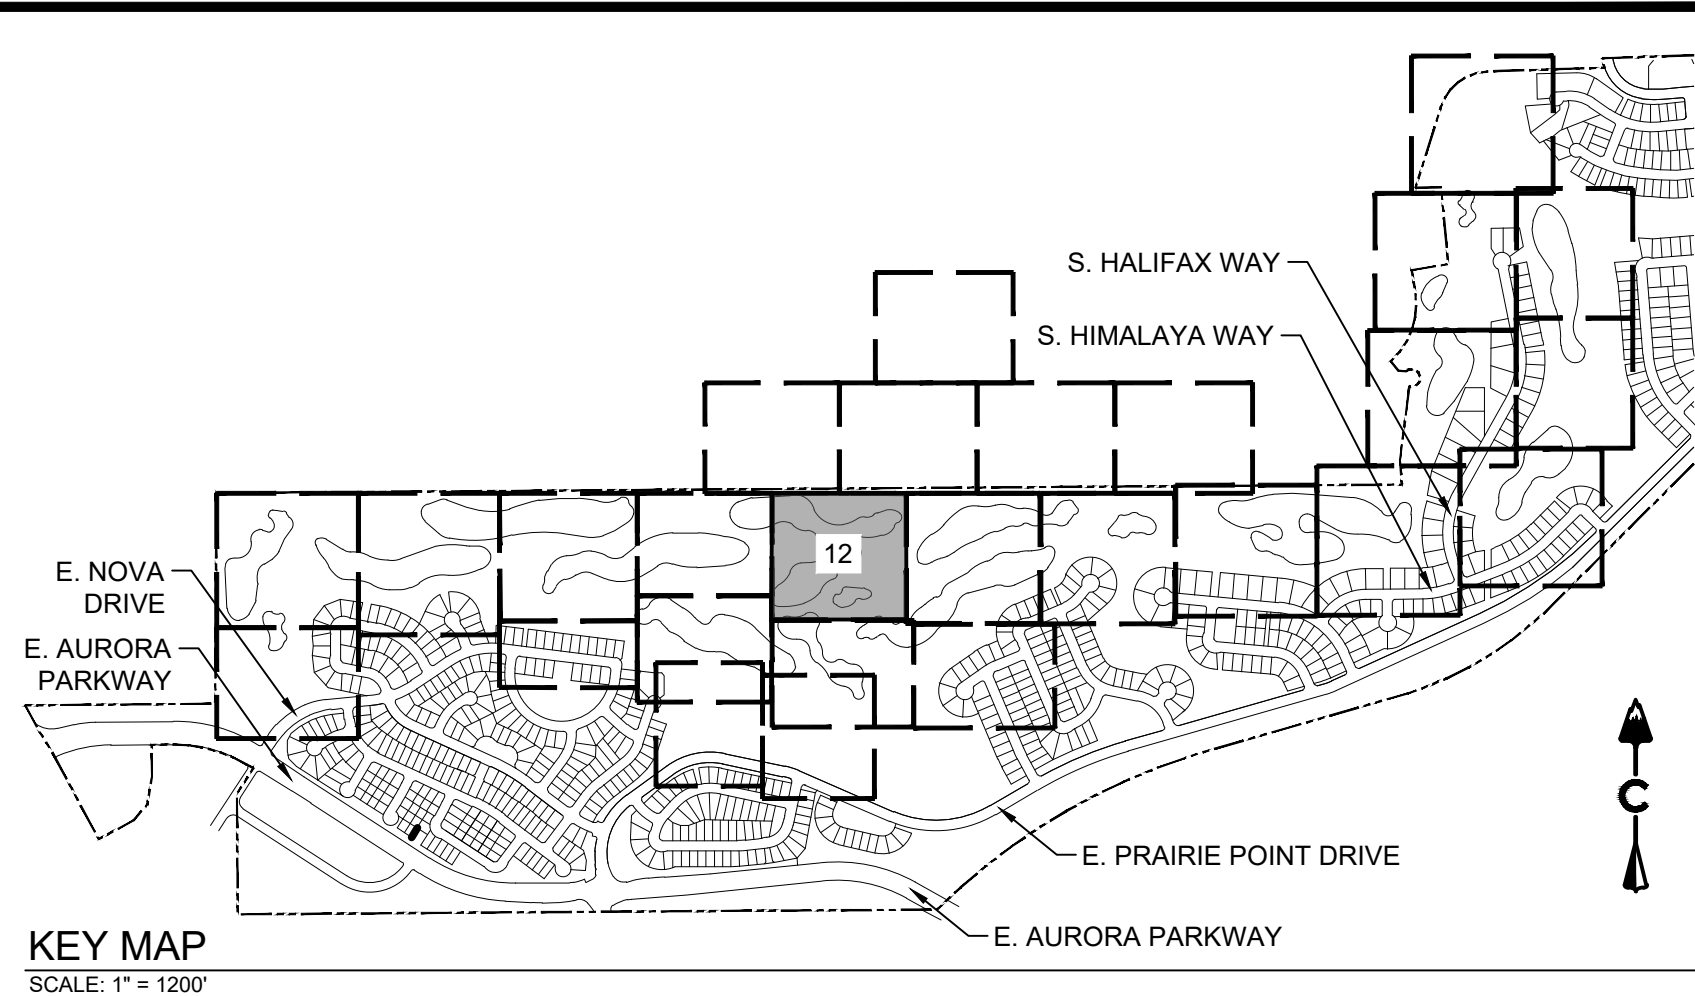 S. HALIFAX WAY
S. HIMALAYA WAY
12
E. NOVA
DRIVE
E. AURORA
PARKWAY
C
E. PRAIRIE POINT DRIVE
E. AURORA PARKWAY
KEY MAP
SCALE: 1" = 1200'